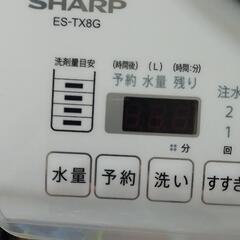 SHARP
ES-TX8G
洗剤量目安 (時間後) (L) (時間:分)
予約 水量 残り
注水
2
1
回
分
水量 予約 洗い すすぎ